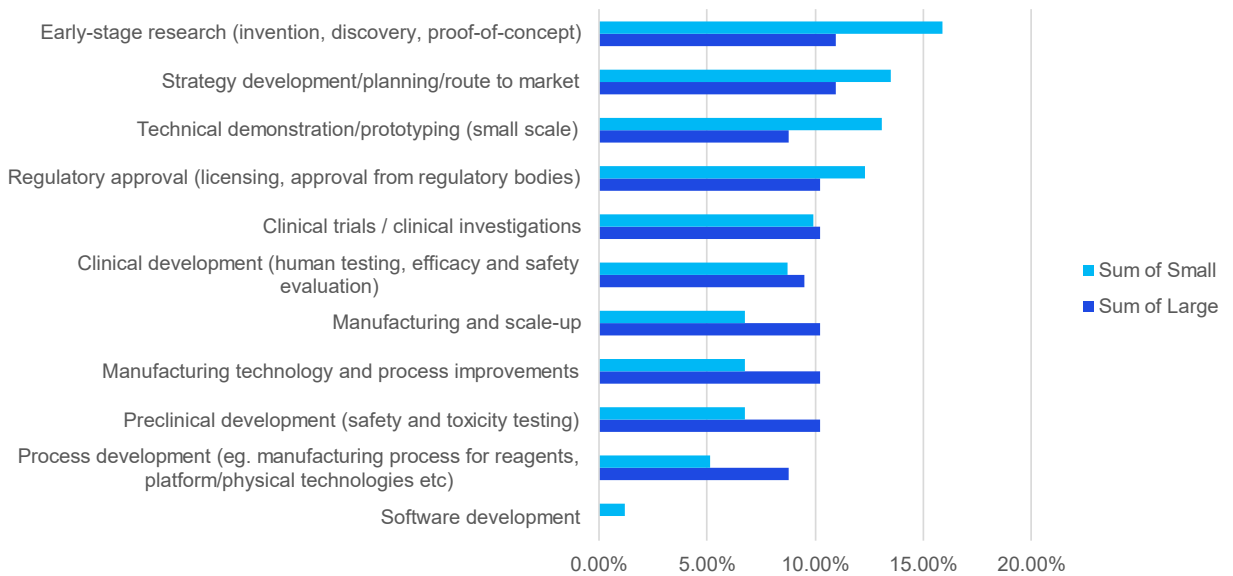 Early-stage research (invention, discovery, proof-of-concept)
Strategy development/planning/route to market
Technical demonstration/prototyping (small scale)
Regulatory approval (licensing, approval from regulatory bodies)
Clinical trials / clinical investigations
Clinical development (human testing, efficacy and safety
evaluation)
Manufacturing and scale-up
Manufacturing technology and process improvements
Preclinical development (safety and toxicity testing)
Process development (eg. manufacturing process for reagents,
platform/physical technologies etc)
Software development
0.00% 5.00% 10.00% 15.00% 20.00%
Sum of Small
Sum of Large